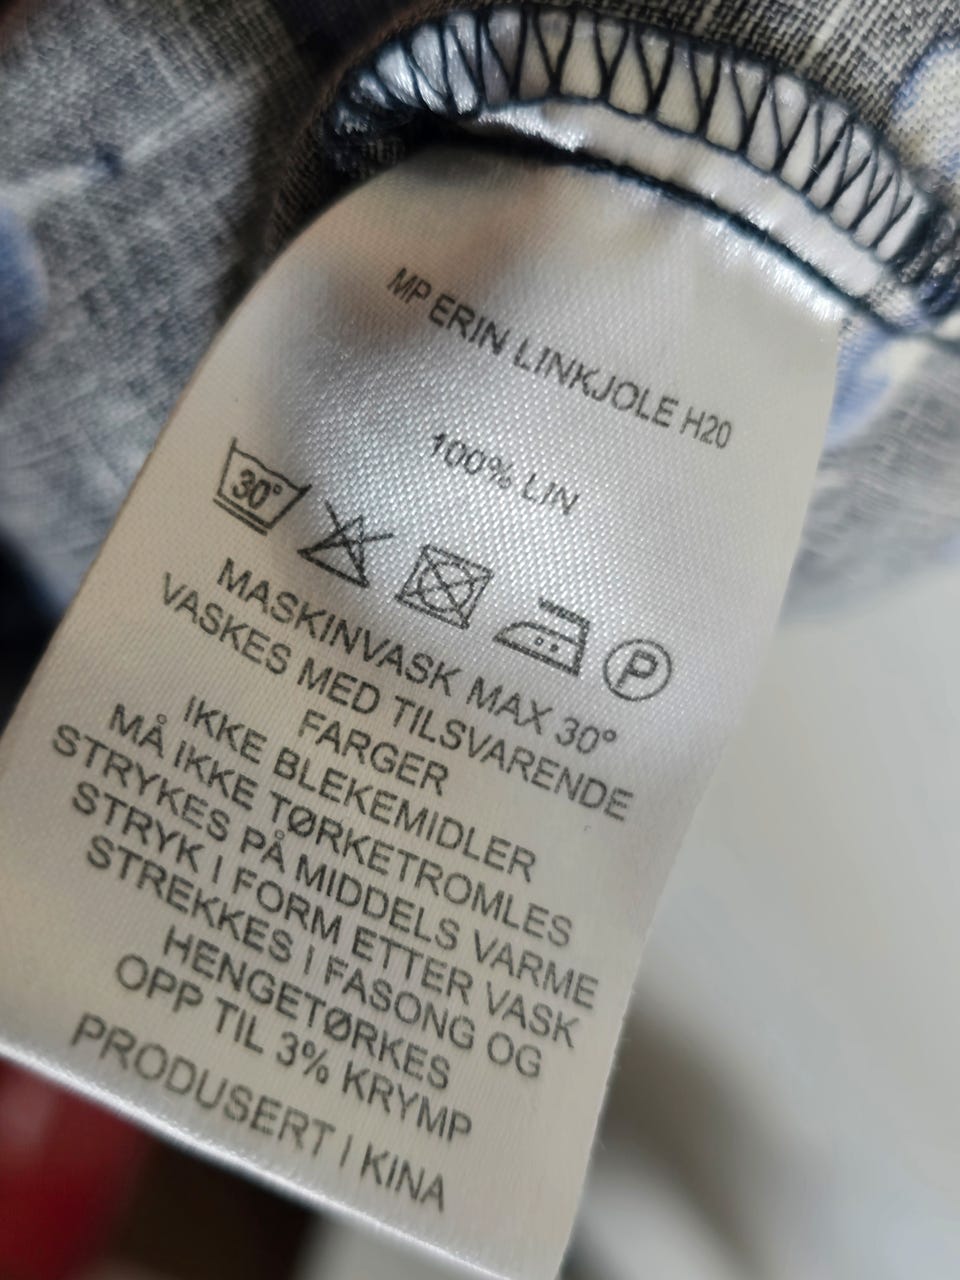 MP ERIN LINKJOLE H20
100% LIN
30°
P
MASKINVASK MAX 30°
VASKES MED TILSVARENDE
FARGER
IKKE BLEKEMIDLER
MÅ IKKE TØRKETROMLES
STRYKES PÅ MIDDELS VARME
STRYK I FORM ETTER VASK
STREKKES I FASONG OG
HENGETØRKES
OPP TIL 3% KRYMP
PRODUSERT I KINA